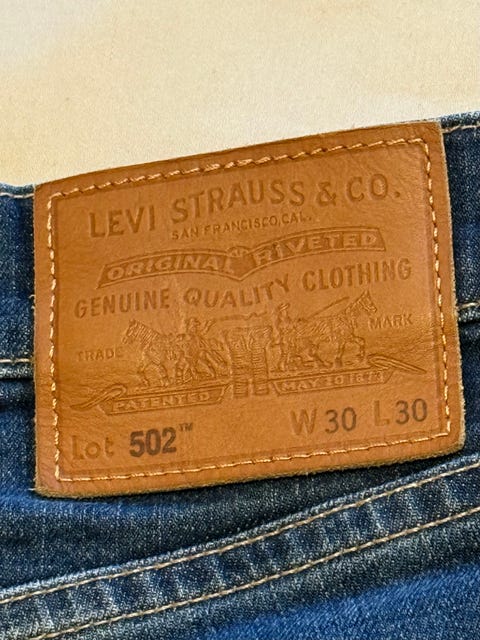 LEVI STRAUSS & CO.
SAN FRANCISCO, CAL.
ORIGINAL RIVETED
GENUINE QUALITY CLOTHING
TRADE MARK
PATENTED MAY 20 1873
Lot 502™ W 30 L 30